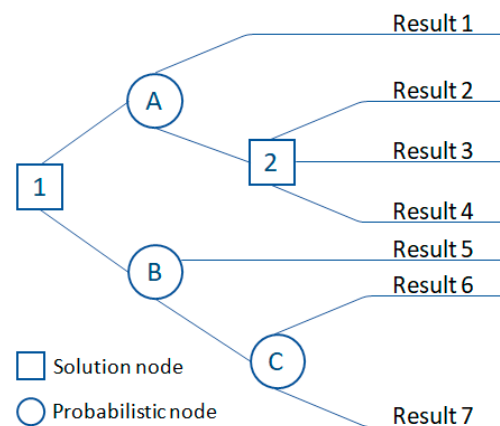 Result 1
A
Result 2
2
Result 3
1
Result 4
Result 5
B
Result 6
C
Solution node
Probabilistic node
Result 7